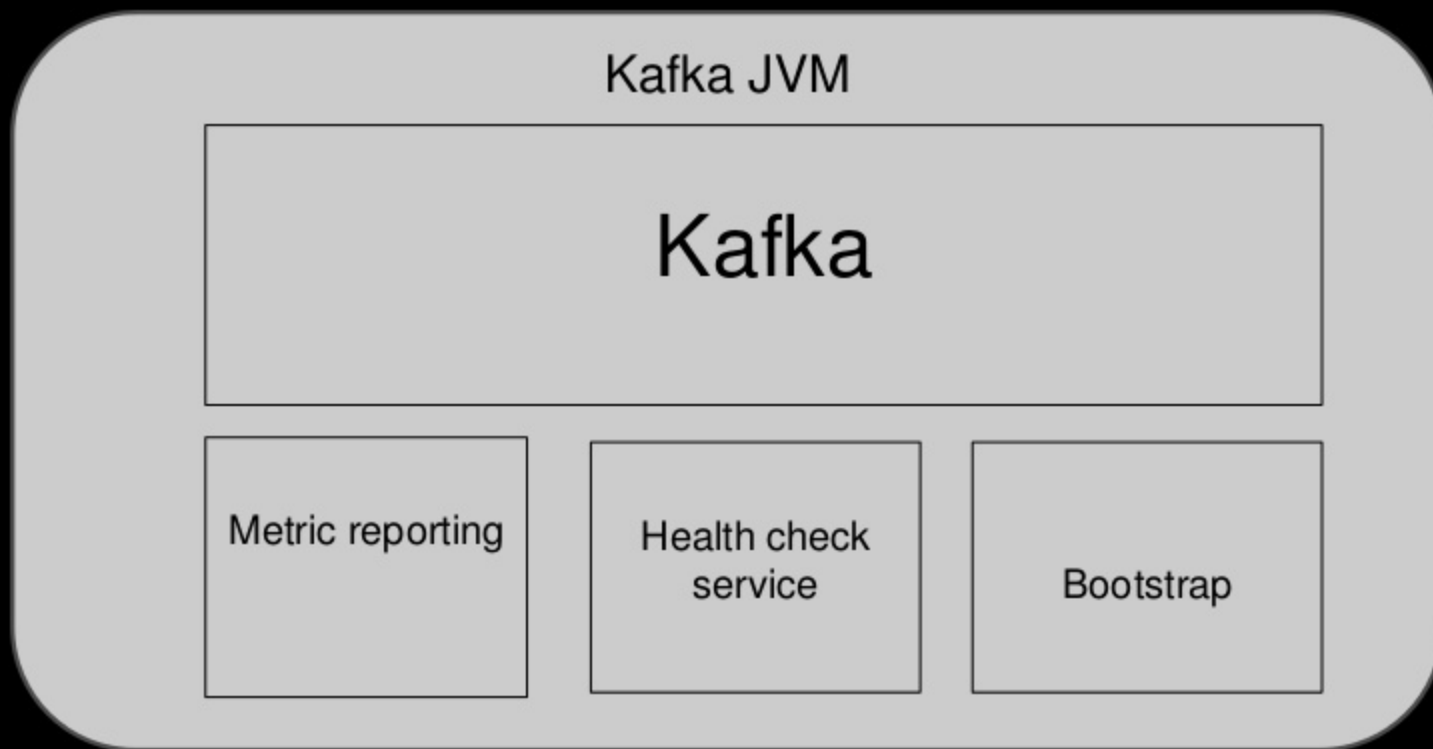 Kafka JVM
Kafka
Metric reporting
Health check
service
Bootstrap